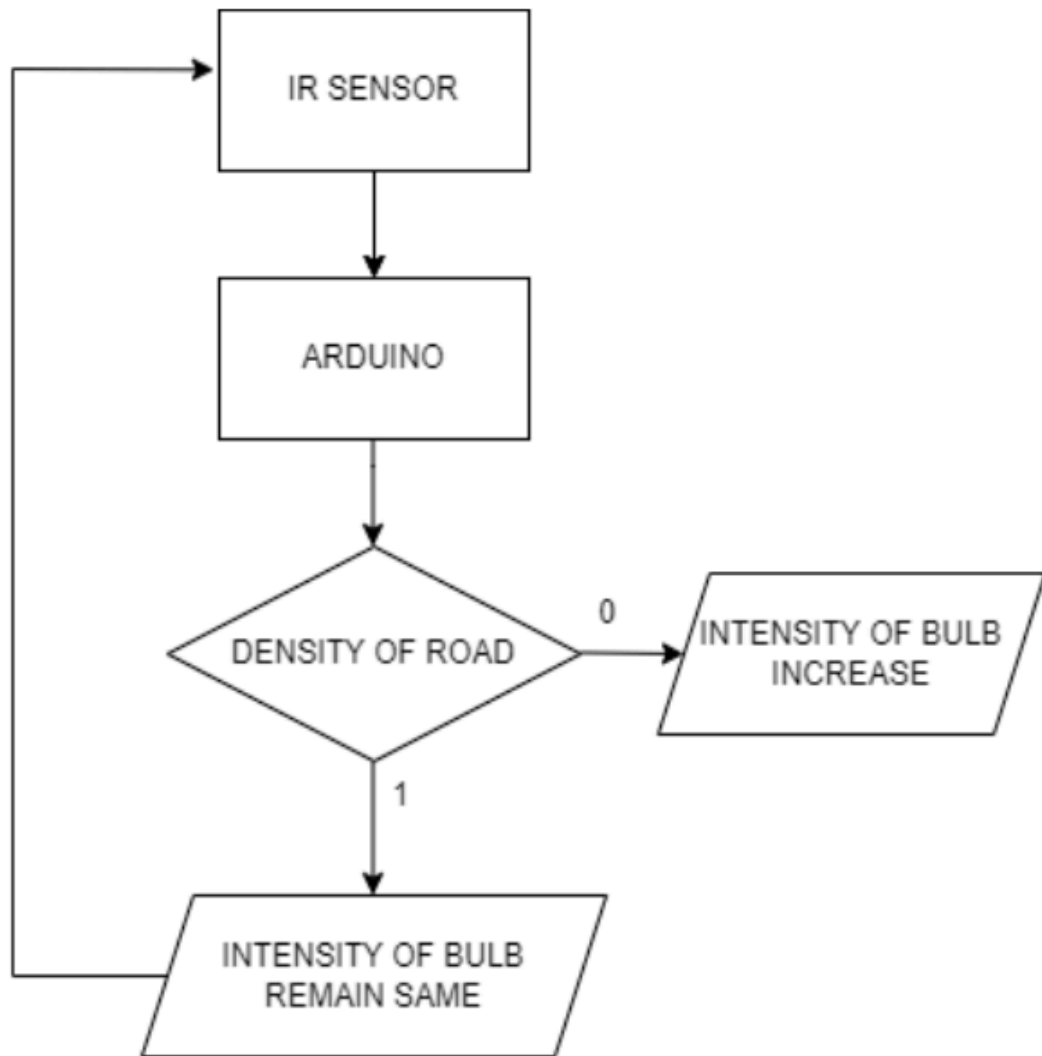 IR SENSOR
ARDUINO
DENSITY OF ROAD
0
INTENSITY OF BULB
INCREASE
1
INTENSITY OF BULB
REMAIN SAME